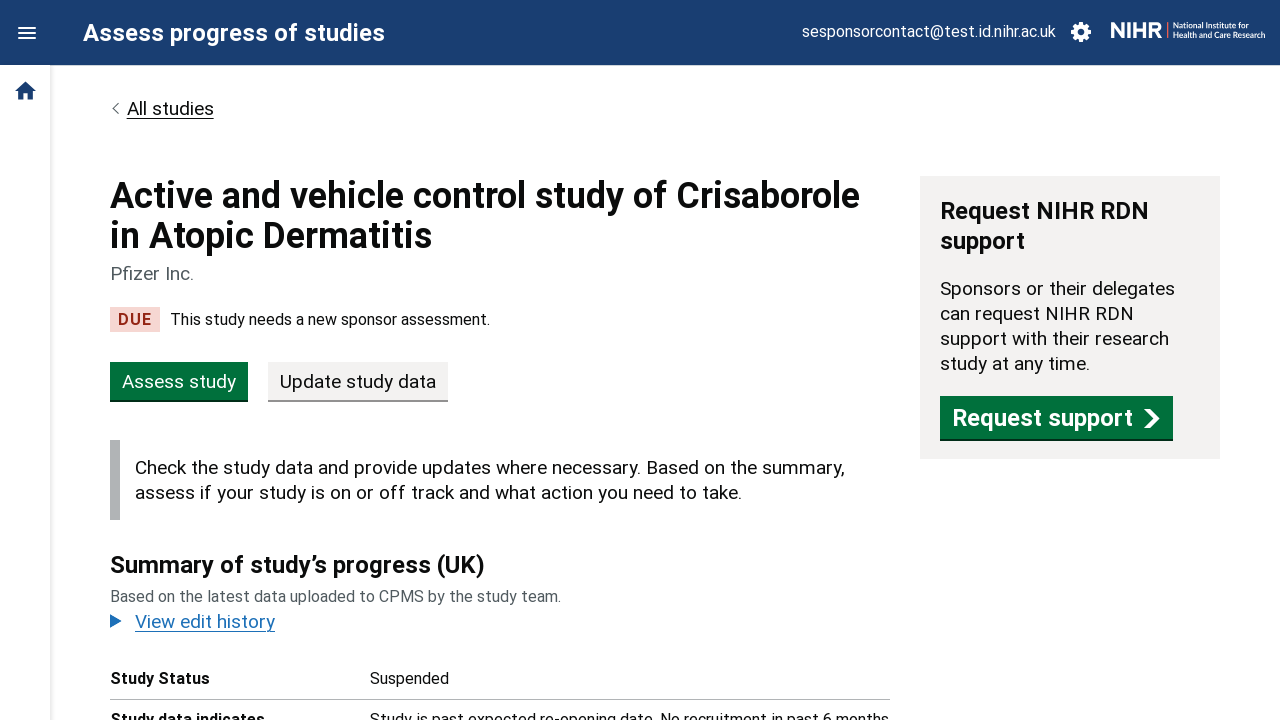 Assess progress of studies
sesponsorcontact@test.id.nihr.ac.uk
NIHR
National Institute for
Health and Care Research
All studies
Active and vehicle control study of Crisaborole
in Atopic Dermatitis
Pfizer Inc.
DUE
This study needs a new sponsor assessment.
Assess study
Update study data
Check the study data and provide updates where necessary. Based on the summary,
assess if your study is on or off track and what action you need to take.
Summary of study’s progress (UK)
Based on the latest data uploaded to CPMS by the study team.
View edit history
Study Status
Suspended
Study data indicates
Study is past expected re-opening date, No recruitment in past 6 months
Request NIHR RDN
support
Sponsors or their delegates
can request NIHR RDN
support with their research
study at any time.
Request support